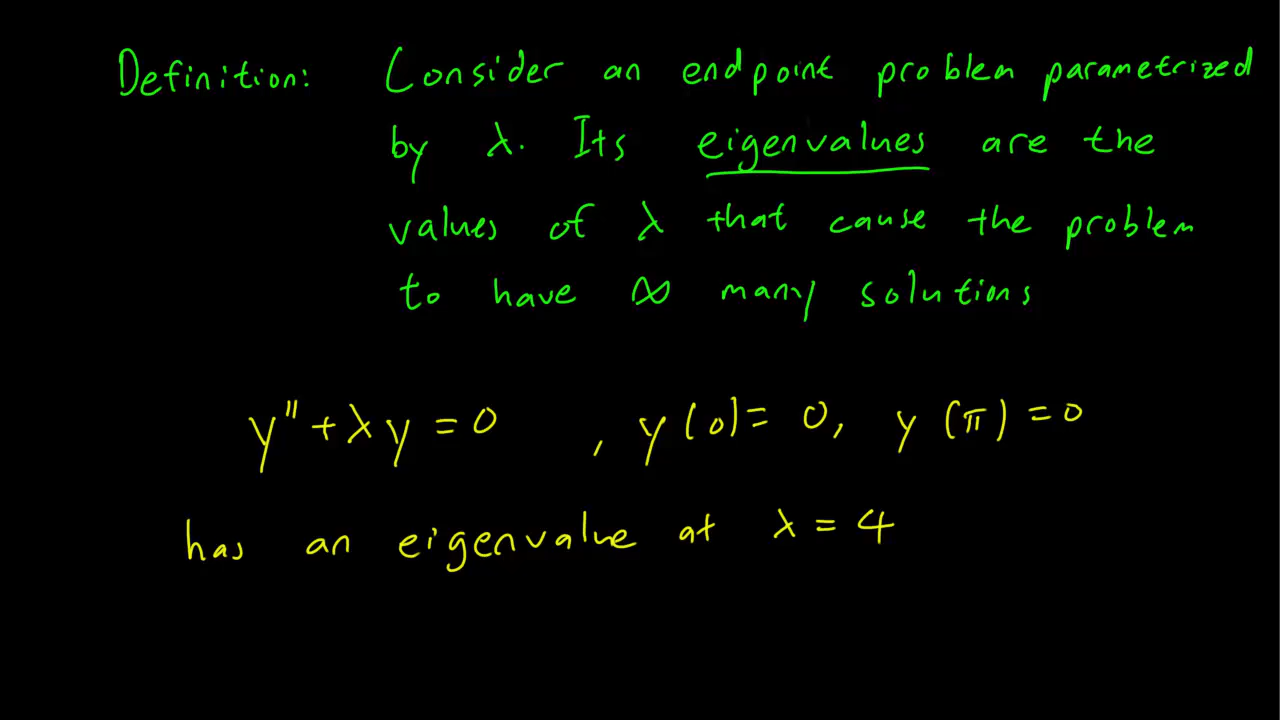 Definition: Consider an endpoint problem parametrized
by λ. Its eigenvalues are the
values of λ that cause the problem
to have ∞ many solutions
y" + λy = 0 , y(0) = 0, y(π) = 0
has an eigenvalue at λ = 4